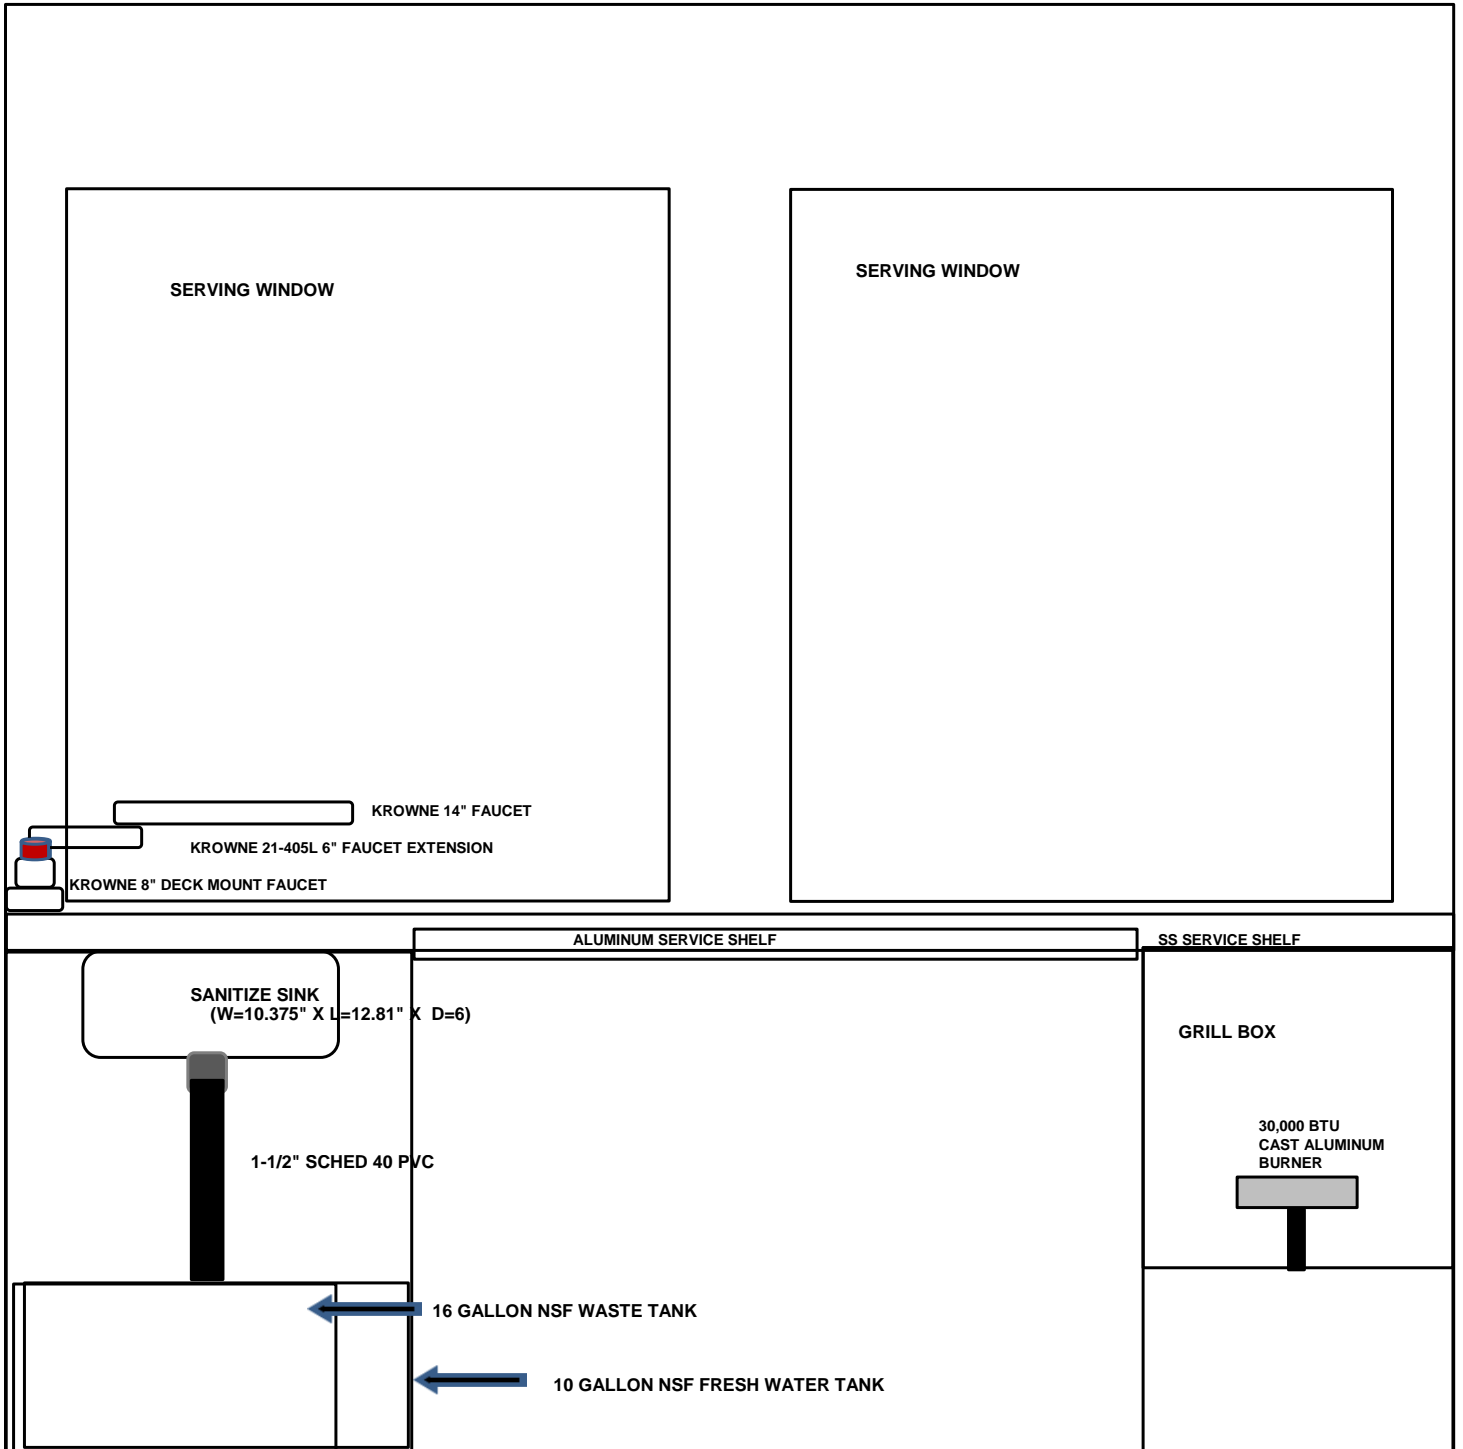 SERVING WINDOW
SERVING WINDOW
KROWNE 14" FAUCET
KROWNE 21-405L 6" FAUCET EXTENSION
KROWNE 8" DECK MOUNT FAUCET
ALUMINUM SERVICE SHELF
SS SERVICE SHELF
SANITIZE SINK
(W=10.375" X L=12.81" X D=6)
GRILL BOX
30,000 BTU
CAST ALUMINUM
BURNER
1-1/2" SCHED 40 PVC
16 GALLON NSF WASTE TANK
10 GALLON NSF FRESH WATER TANK